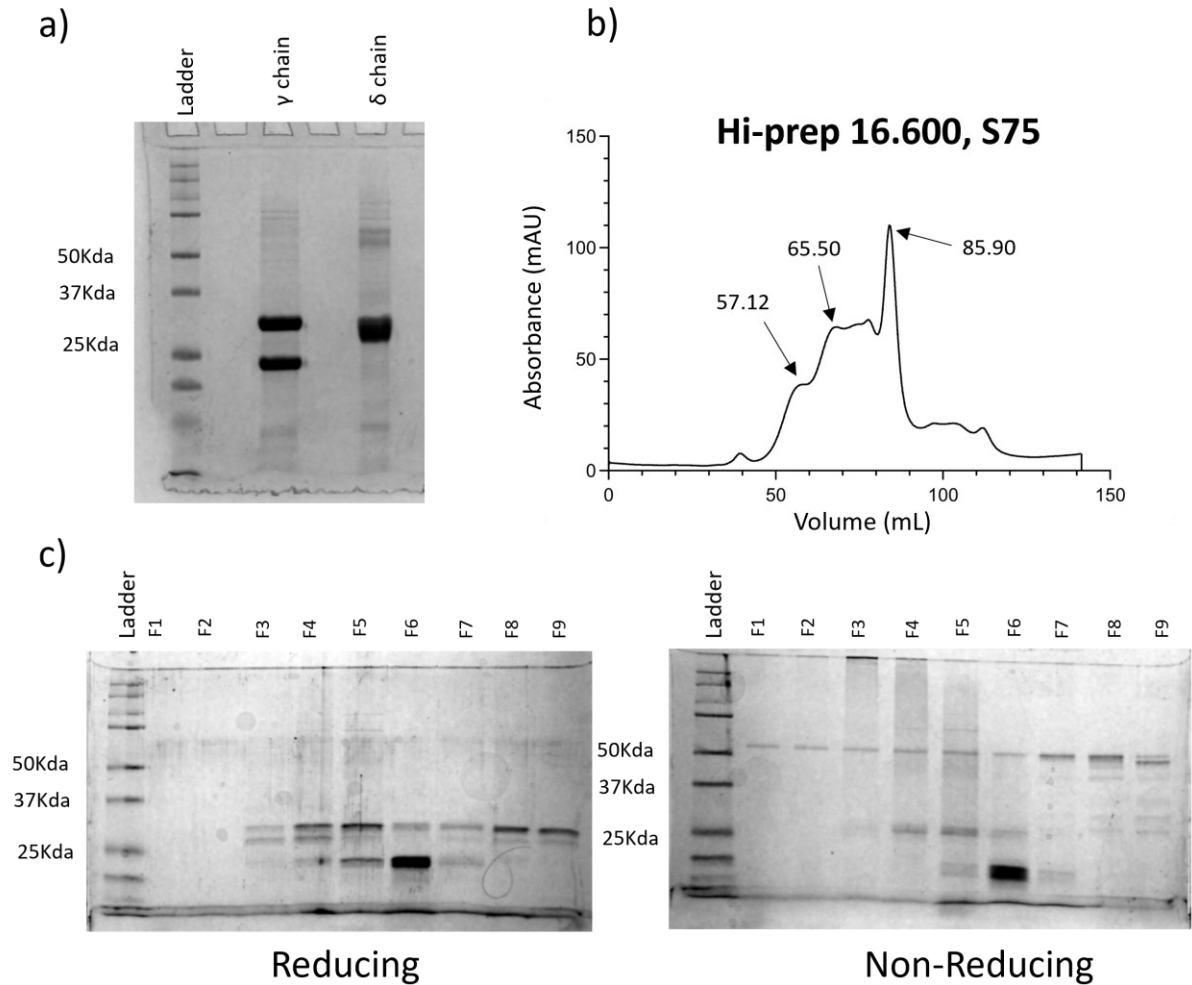 a)
Ladder
γ chain
δ chain
50Kda
37Kda
25Kda
b)
Hi-prep 16.600, S75
Absorbance (mAU)
150
100
50
0
0
50
100
150
Volume (mL)
57.12
65.50
85.90
c)
Ladder
F1
F2
F3
F4
F5
F6
F7
F8
F9
50Kda
37Kda
25Kda
Reducing
Ladder
F1
F2
F3
F4
F5
F6
F7
F8
F9
50Kda
37Kda
25Kda
Non-Reducing